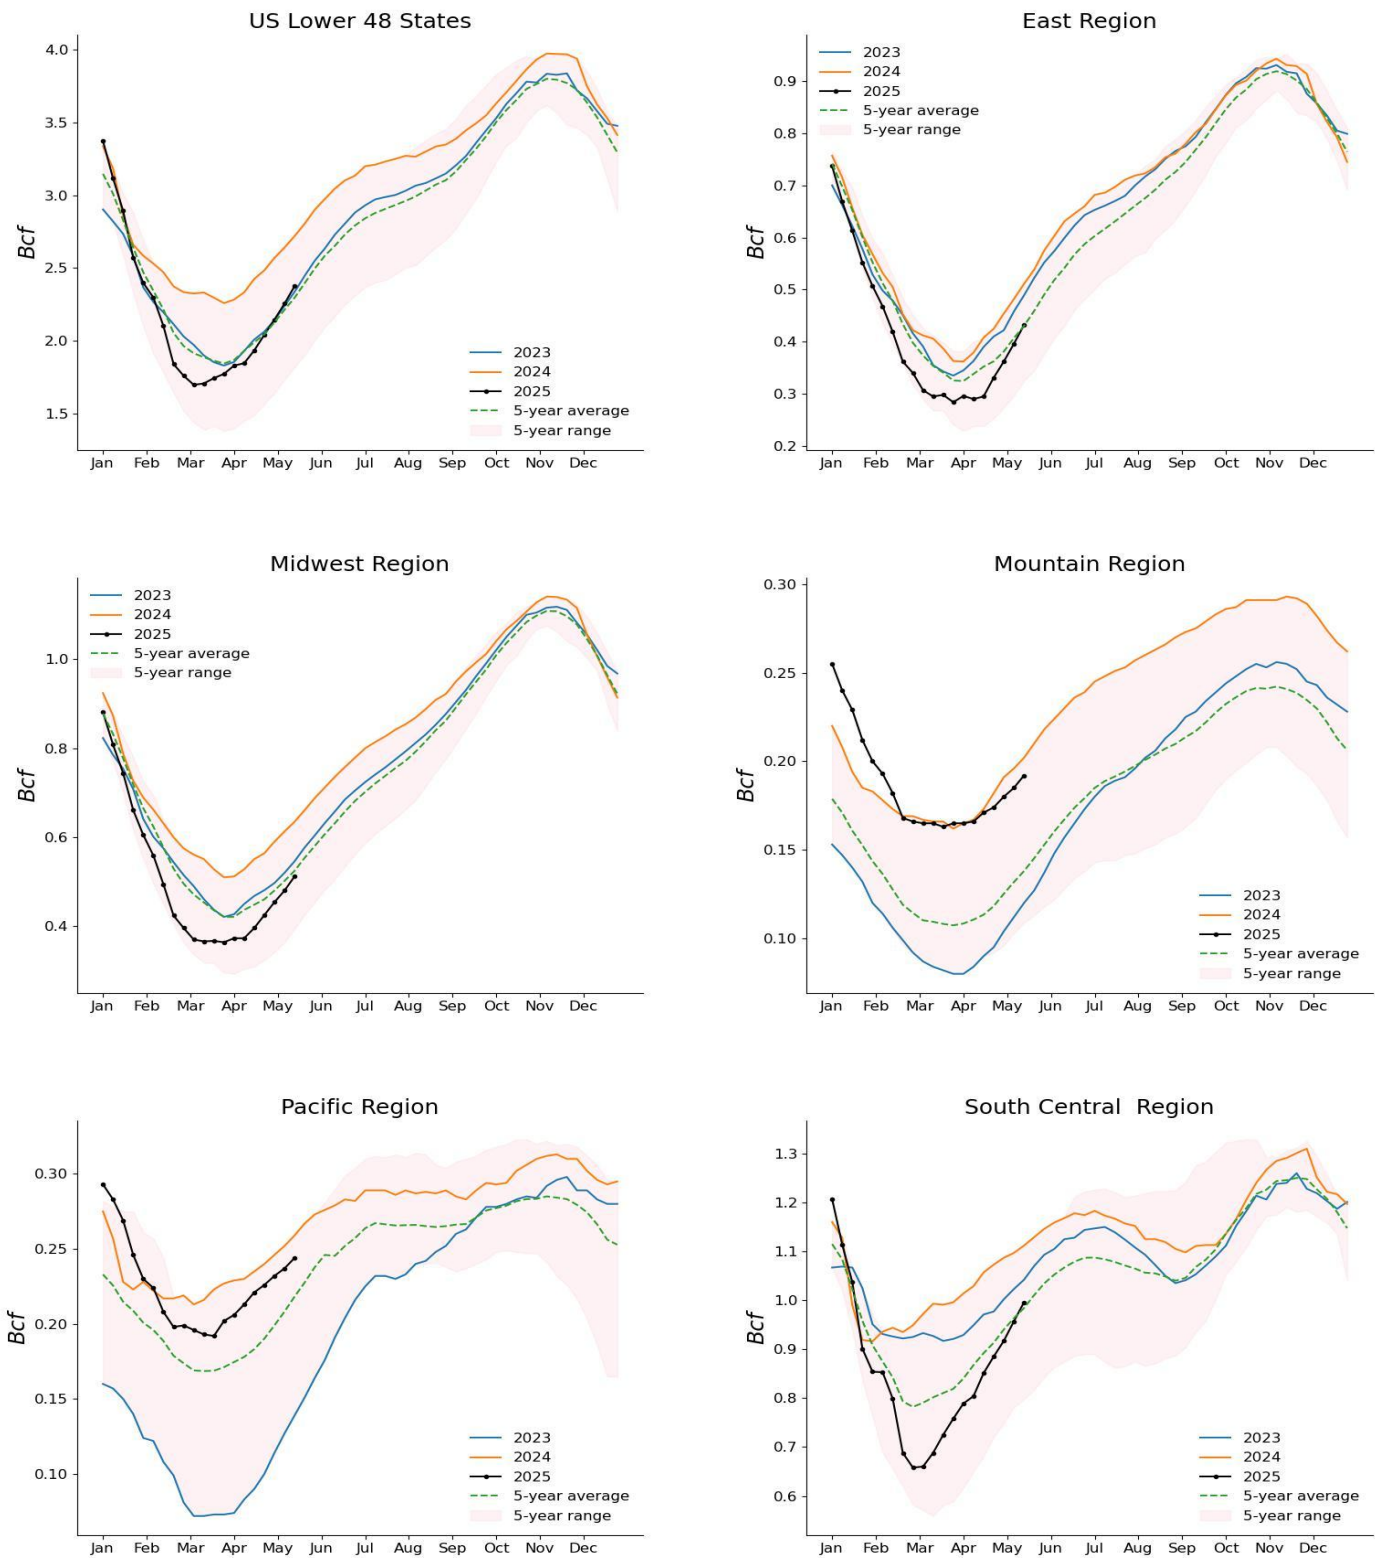 US Lower 48 States
4.0
3.5
3.0
2.5
2.0
1.5
Bcf
Jan Feb Mar Apr May Jun Jul Aug Sep Oct Nov Dec
2023
2024
2025
5-year average
5-year range
East Region
0.9
0.8
0.7
0.6
0.5
0.4
0.3
0.2
Bcf
Jan Feb Mar Apr May Jun Jul Aug Sep Oct Nov Dec
2023
2024
2025
5-year average
5-year range
Midwest Region
1.0
0.8
0.6
0.4
Bcf
Jan Feb Mar Apr May Jun Jul Aug Sep Oct Nov Dec
2023
2024
2025
5-year average
5-year range
Mountain Region
0.30
0.25
0.20
0.15
0.10
Bcf
Jan Feb Mar Apr May Jun Jul Aug Sep Oct Nov Dec
2023
2024
2025
5-year average
5-year range
Pacific Region
0.30
0.25
0.20
0.15
0.10
Bcf
Jan Feb Mar Apr May Jun Jul Aug Sep Oct Nov Dec
2023
2024
2025
5-year average
5-year range
South Central  Region
1.3
1.2
1.1
1.0
0.9
0.8
0.7
0.6
Bcf
Jan Feb Mar Apr May Jun Jul Aug Sep Oct Nov Dec
2023
2024
2025
5-year average
5-year range